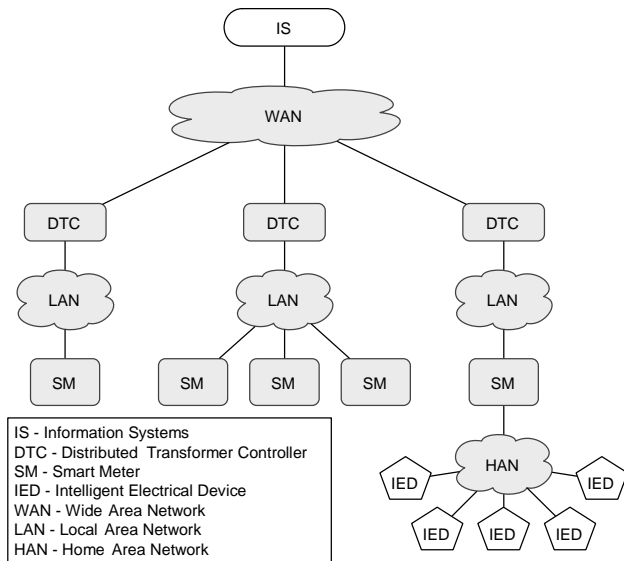 IS
WAN
DTC DTC DTC
LAN LAN LAN
SM SM SM SM SM
IS - Information Systems
DTC - Distributed Transformer Controller
SM - Smart Meter
IED - Intelligent Electrical Device
WAN - Wide Area Network
LAN - Local Area Network
HAN - Home Area Network
HAN
IED IED
IED IED IED